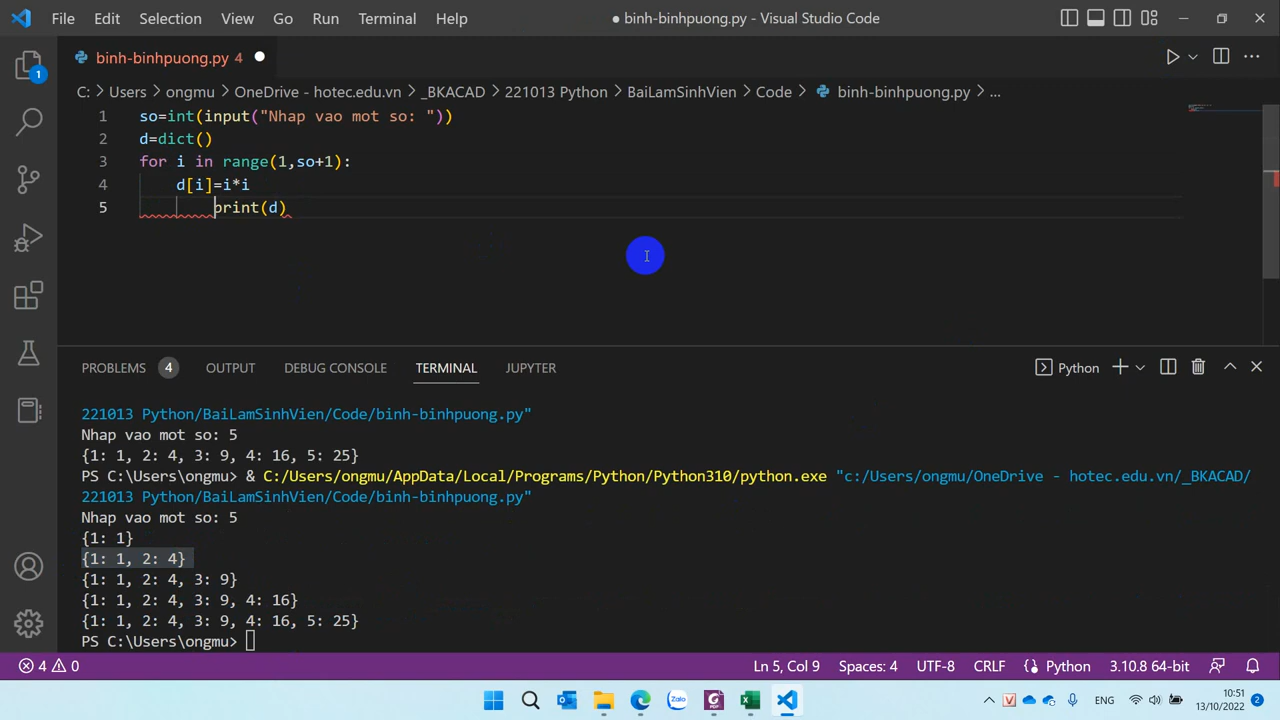 File Edit Selection View Go Run Terminal Help ● binh-binhpuong.py - Visual Studio Code
binh-binhpuong.py 4
C: > Users > ongmu > OneDrive - hotec.edu.vn > _BKACAD > 221013 Python > BaiLamSinhVien > Code > binh-binhpuong.py > ...
1 so=int(input("Nhap vao mot so: "))
2 d=dict()
3 for i in range(1,so+1):
4 d[i]=i*i
5 print(d)
1
PROBLEMS 4 OUTPUT DEBUG CONSOLE TERMINAL JUPYTER Python
221013 Python/BaiLamSinhVien/Code/binh-binhpuong.py"
Nhap vao mot so: 5
{1: 1, 2: 4, 3: 9, 4: 16, 5: 25}
PS C:\Users\ongmu> & C:/Users/ongmu/AppData/Local/Programs/Python/Python310/python.exe "c:/Users/ongmu/OneDrive - hotec.edu.vn/_BKACAD/
221013 Python/BaiLamSinhVien/Code/binh-binhpuong.py"
Nhap vao mot so: 5
{1: 1}
{1: 1, 2: 4}
{1: 1, 2: 4, 3: 9}
{1: 1, 2: 4, 3: 9, 4: 16}
{1: 1, 2: 4, 3: 9, 4: 16, 5: 25}
PS C:\Users\ongmu>
4 0 Ln 5, Col 9 Spaces: 4 UTF-8 CRLF Python 3.10.8 64-bit
Zalo PDF V ENG 10:51
13/10/2022 2